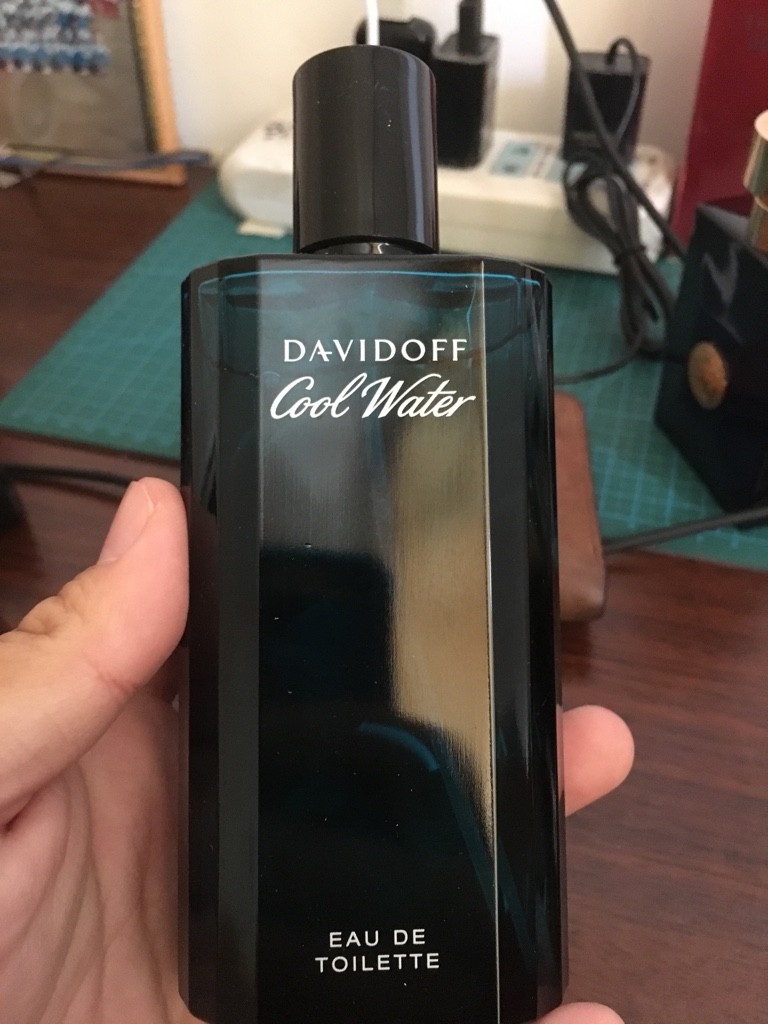 DAVIDOFF
Cool Water
EAU DE
TOILETTE